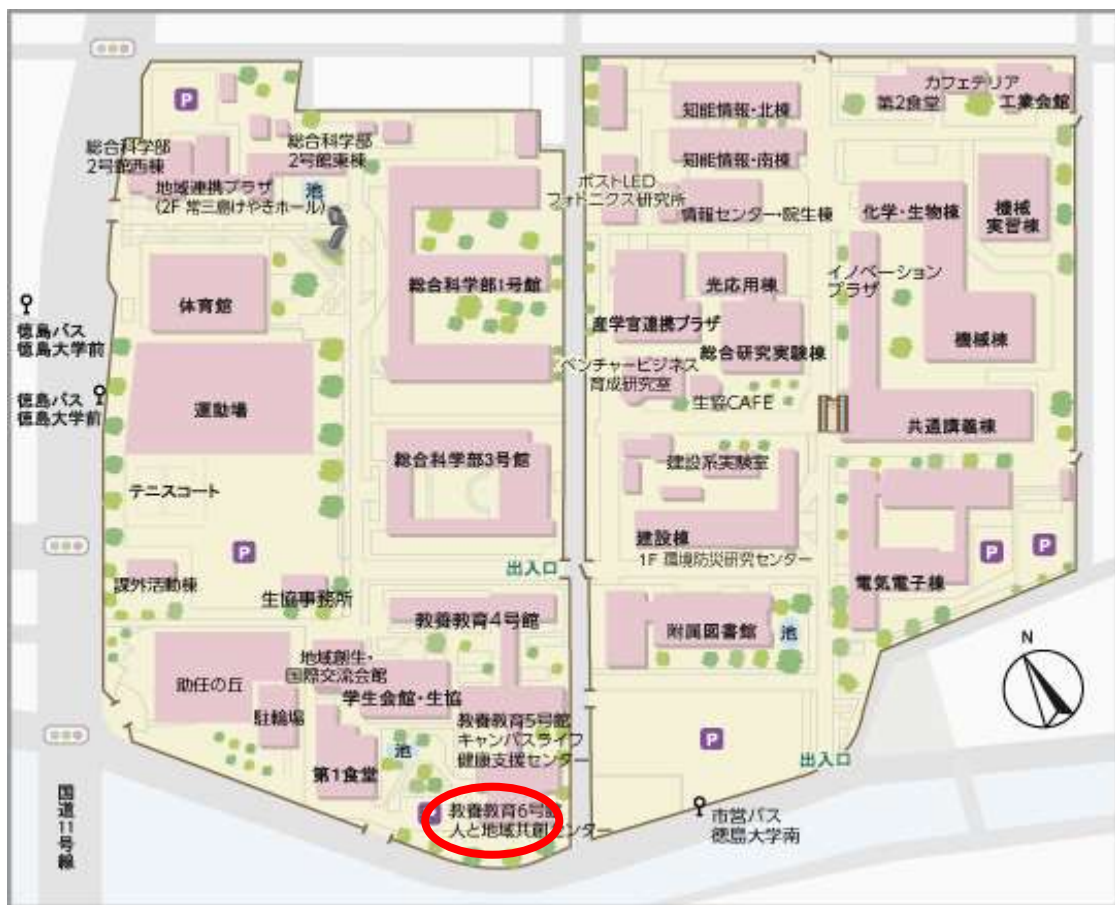 P
カフェテリア
第2食堂
工業会館
知能情報・北棟
総合科学部
2号館西棟
総合科学部
2号館東棟
知能情報・南棟
地域連携プラザ
(2F 常三島けやきホール)
池
ポストLED
フォトニクス研究所
情報センター・院生棟
化学・生物棟
機械
実習棟
体育館
総合科学部1号館
光応用棟
イノベーション
プラザ
徳島バス
徳島大学前
産学官連携プラザ
総合研究実験棟
機械棟
ベンチャービジネス
育成研究室
徳島バス
徳島大学前
運動場
生協CAFE
共通講義棟
総合科学部3号館
建設系実験室
テニスコート
P
建設棟
1F 環境防災研究センター
P
P
出入口
課外活動棟
生協事務所
電気電子棟
教養教育4号館
附属図書館
池
N
地域創生・
国際交流会館
助任の丘
学生会館・生協
駐輪場
教養教育5号館
キャンパスライフ
健康支援センター
P
池
出入口
第1食堂
国道11号線
P
教養教育6号館
人と地域共創センター
市営バス
徳島大学南